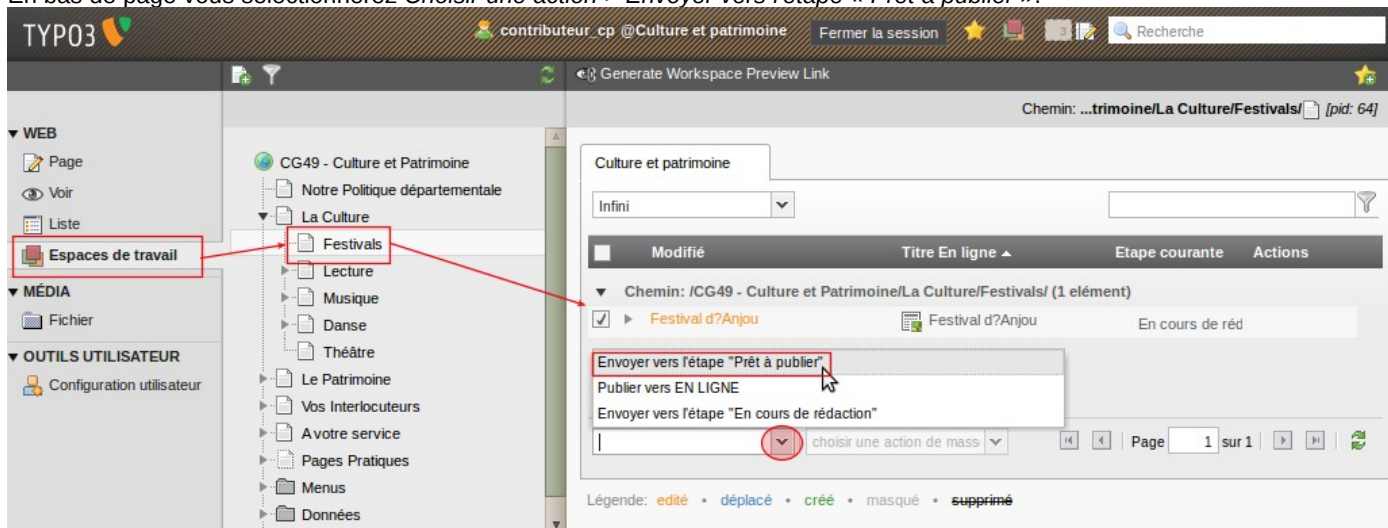 En bas de page vous sélectionnerez Choisir une action > Envoyer vers l'étape « Prêt à publier ».
TYPO3
contributeur_cp @Culture et patrimoine
Fermer la session
3
Recherche
Generate Workspace Preview Link
Chemin: ...trimoine/La Culture/Festivals/ [pid: 64]
WEB
Page
Voir
Liste
Espaces de travail
MÉDIA
Fichier
OUTILS UTILISATEUR
Configuration utilisateur
CG49 - Culture et Patrimoine
Notre Politique départementale
La Culture
Festivals
Lecture
Musique
Danse
Théâtre
Le Patrimoine
Vos Interlocuteurs
A votre service
Pages Pratiques
Menus
Données
Culture et patrimoine
Infini
Modifié Titre En ligne Etape courante Actions
Chemin: /CG49 - Culture et Patrimoine/La Culture/Festivals/ (1 elément)
Festival d?Anjou Festival d?Anjou En cours de réd
Envoyer vers l'étape "Prêt à publier"
Publier vers EN LIGNE
Envoyer vers l'étape "En cours de rédaction"
choisir une action de mass
Page 1 sur 1
Légende: edité • déplacé • créé • masqué • supprimé